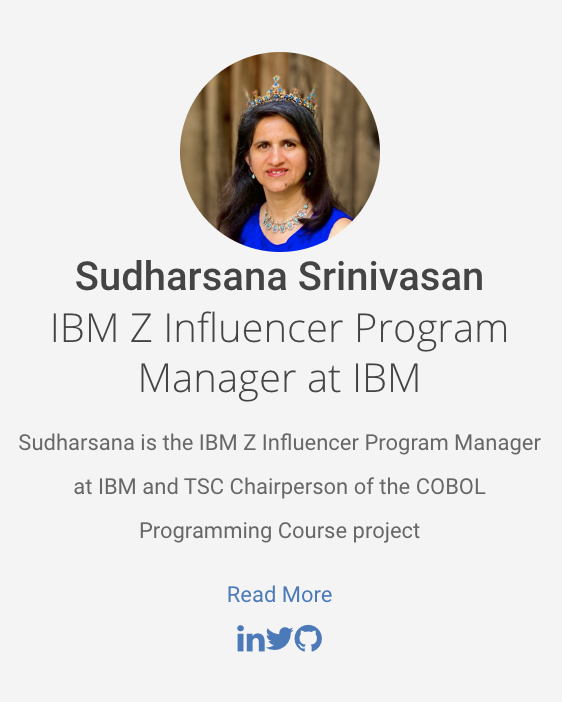 Sudharsana Srinivasan
IBM Z Influencer Program
Manager at IBM
Sudharsana is the IBM Z Influencer Program Manager
at IBM and TSC Chairperson of the COBOL
Programming Course project
Read More
in